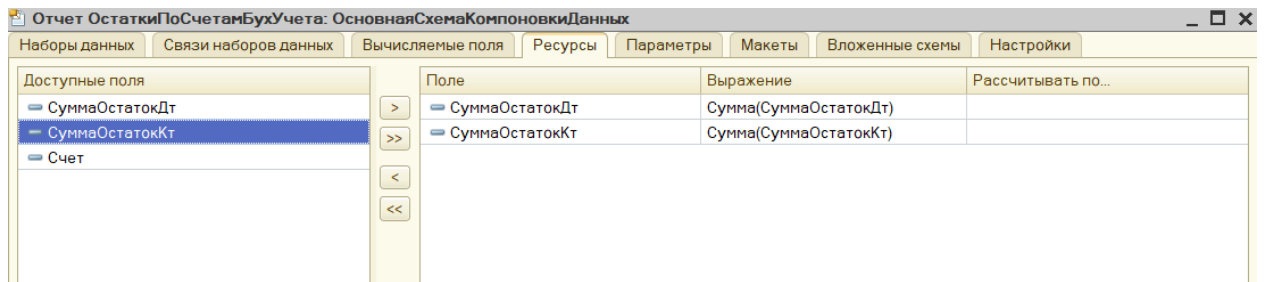 Отчет ОстаткиПоСчетамБухУчета: ОсновнаяСхемаКомпоновкиДанных
Наборы данных Связи наборов данных Вычисляемые поля Ресурсы Параметры Макеты Вложенные схемы Настройки
Доступные поля Поле Выражение Рассчитывать по...
СуммаОстатокДт > СуммаОстатокДт Сумма(СуммаОстатокДт)
СуммаОстатокКт >> СуммаОстатокКт Сумма(СуммаОстатокКт)
Счет
<
<<